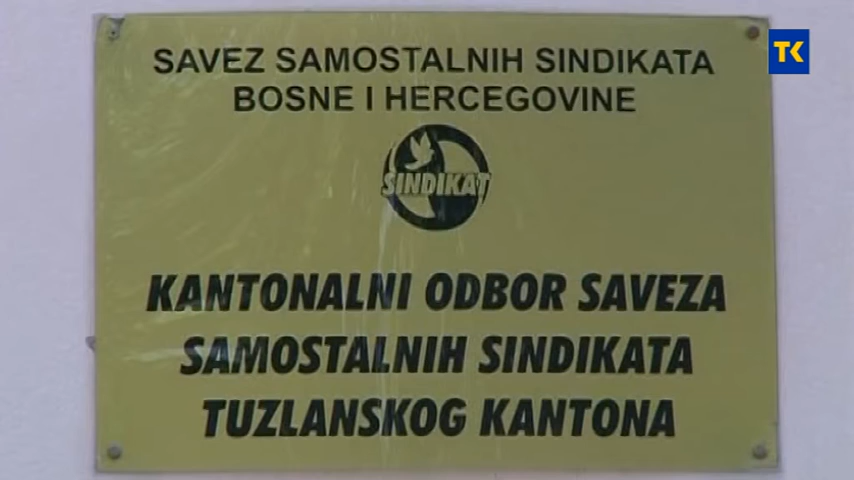 SAVEZ SAMOSTALNIH SINDIKATA
BOSNE I HERCEGOVINE
SINDIKAT
KANTONALNI ODBOR SAVEZA
SAMOSTALNIH SINDIKATA
TUZLANSKOG KANTONA
TK